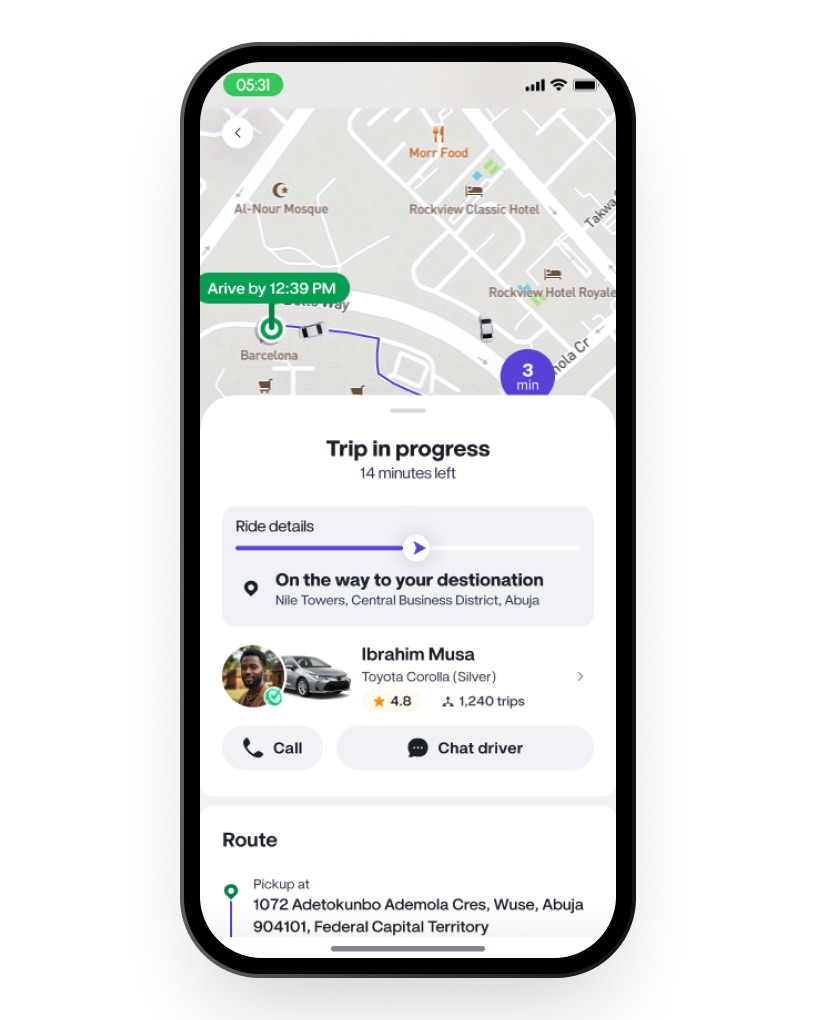 05:31
Morr Food
Al-Nour Mosque
Rockview Classic Hotel
Rockview Hotel Royale
Arive by 12:39 PM
Way
Barcelona
3
min
Trip in progress
14 minutes left
Ride details
On the way to your destionation
Nile Towers, Central Business District, Abuja
Ibrahim Musa
Toyota Corolla (Silver)
4.8
1,240 trips
Call
Chat driver
Route
Pickup at
1072 Adetokunbo Ademola Cres, Wuse, Abuja
904101, Federal Capital Territory